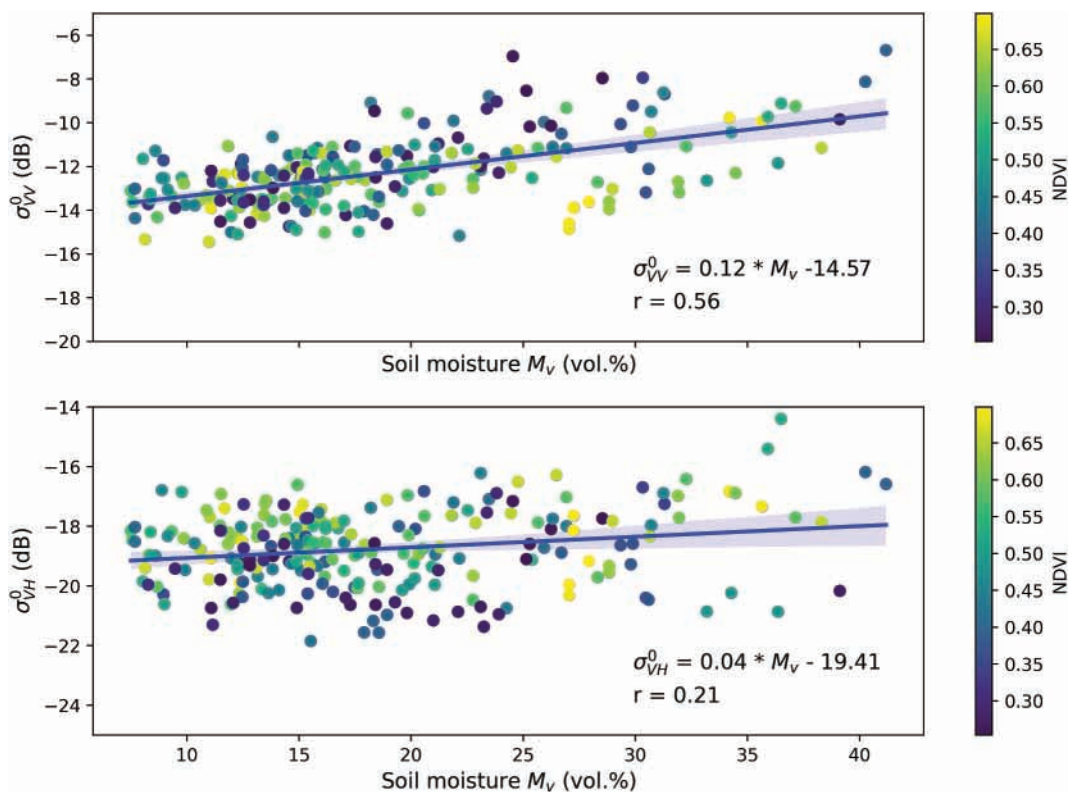 −6
−8
−10
−12
−14
−16
−18
−20
σ⁰VV (dB)
Soil moisture Mv (vol.%)
σ⁰VV = 0.12 * Mv -14.57
r = 0.56
0.65
0.60
0.55
0.50
0.45
0.40
0.35
0.30
NDVI
−14
−16
−18
−20
−22
−24
σ⁰VH (dB)
σ⁰VH = 0.04 * Mv - 19.41
r = 0.21
10 15 20 25 30 35 40
Soil moisture Mv (vol.%)
0.65
0.60
0.55
0.50
0.45
0.40
0.35
0.30
NDVI